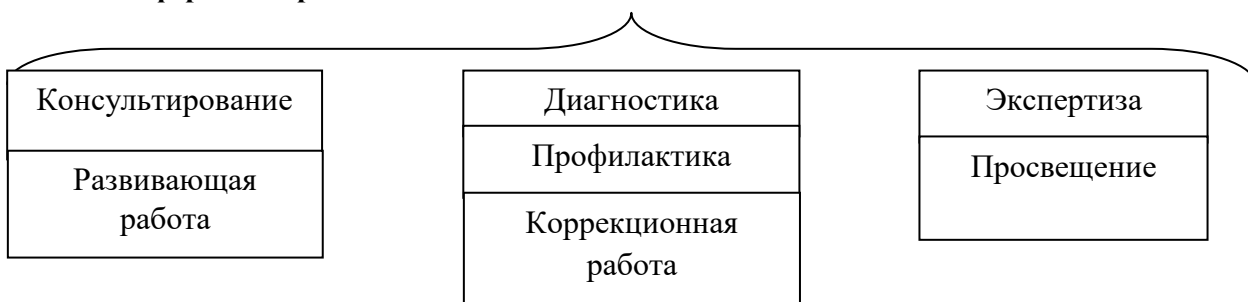 Консультирование
Развивающая
работа
Диагностика
Профилактика
Коррекционная
работа
Экспертиза
Просвещение